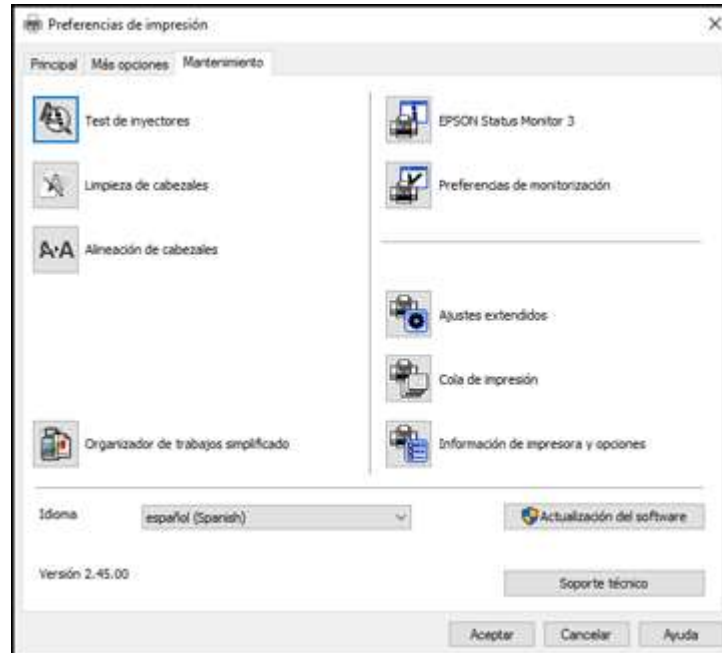 Preferencias de impresión
Principal
Más opciones
Mantenimiento
Test de inyectores
EPSON Status Monitor 3
Limpieza de cabezales
Preferencias de monitorización
A·A
Alineación de cabezales
Ajustes extendidos
Cola de impresión
Organizador de trabajos simplificado
Información de impresora y opciones
Idioma
español (Spanish)
Actualización del software
Versión 2.45.00
Soporte técnico
Aceptar
Cancelar
Ayuda